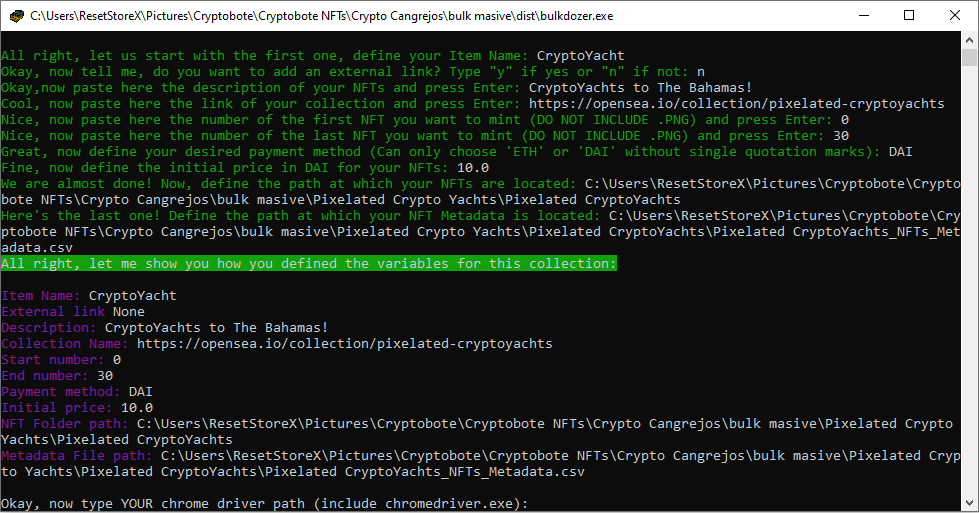 C:\Users\ResetStoreX\Pictures\Cryptobote\Cryptobote NFTs\Crypto Cangrejos\bulk masive\dist\bulkdozer.exe
All right, let us start with the first one, define your Item Name: CryptoYacht
Okay, now tell me, do you want to add an external link? Type "y" if yes or "n" if not: n
Okay,now paste here the description of your NFTs and press Enter: CryptoYachts to The Bahamas!
Cool, now paste here the link of your collection and press Enter: https://opensea.io/collection/pixelated-cryptoyachts
Nice, now paste here the number of the first NFT you want to mint (DO NOT INCLUDE .PNG) and press Enter: 0
Nice, now paste here the number of the last NFT you want to mint (DO NOT INCLUDE .PNG) and press Enter: 30
Great, now define your desired payment method (Can only choose 'ETH' or 'DAI' without single quotation marks): DAI
Fine, now define the initial price in DAI for your NFTs: 10.0
We are almost done! Now, define the path at which your NFTs are located: C:\Users\ResetStoreX\Pictures\Cryptobote\Crypto
bote NFTs\Crypto Cangrejos\bulk masive\Pixelated Crypto Yachts\Pixelated CryptoYachts
Here's the last one! Define the path at which your NFT Metadata is located: C:\Users\ResetStoreX\Pictures\Cryptobote\Cry
ptobote NFTs\Crypto Cangrejos\bulk masive\Pixelated Crypto Yachts\Pixelated CryptoYachts\Pixelated CryptoYachts_NFTs_Met
adata.csv
All right, let me show you how you defined the variables for this collection:
Item Name: CryptoYacht
External link None
Description: CryptoYachts to The Bahamas!
Collection Name: https://opensea.io/collection/pixelated-cryptoyachts
Start number: 0
End number: 30
Payment method: DAI
Initial price: 10.0
NFT Folder path: C:\Users\ResetStoreX\Pictures\Cryptobote\Cryptobote NFTs\Crypto Cangrejos\bulk masive\Pixelated Crypto
Yachts\Pixelated CryptoYachts
Metadata File path: C:\Users\ResetStoreX\Pictures\Cryptobote\Cryptobote NFTs\Crypto Cangrejos\bulk masive\Pixelated Cryp
to Yachts\Pixelated CryptoYachts\Pixelated CryptoYachts_NFTs_Metadata.csv
Okay, now type YOUR chrome driver path (include chromedriver.exe):